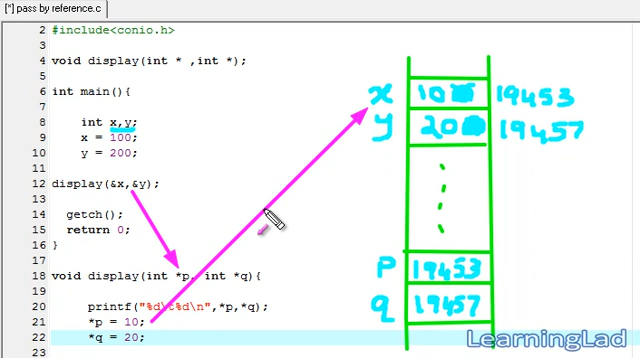 [*] pass by reference.c
2 #include<conio.h>
3
4 void display(int * ,int *);
5
6 int main(){
7
8 int x,y;
9 x = 100;
10 y = 200;
11
12 display(&x,&y);
13
14 getch();
15 return 0;
16 }
17
18 void display(int *p, int *q){
19
20 printf("%d\t%d\n",*p,*q);
21 *p = 10;
22 *q = 20;
x 10 19453
y 20 19457
P 19453
q 19457
LearningLad